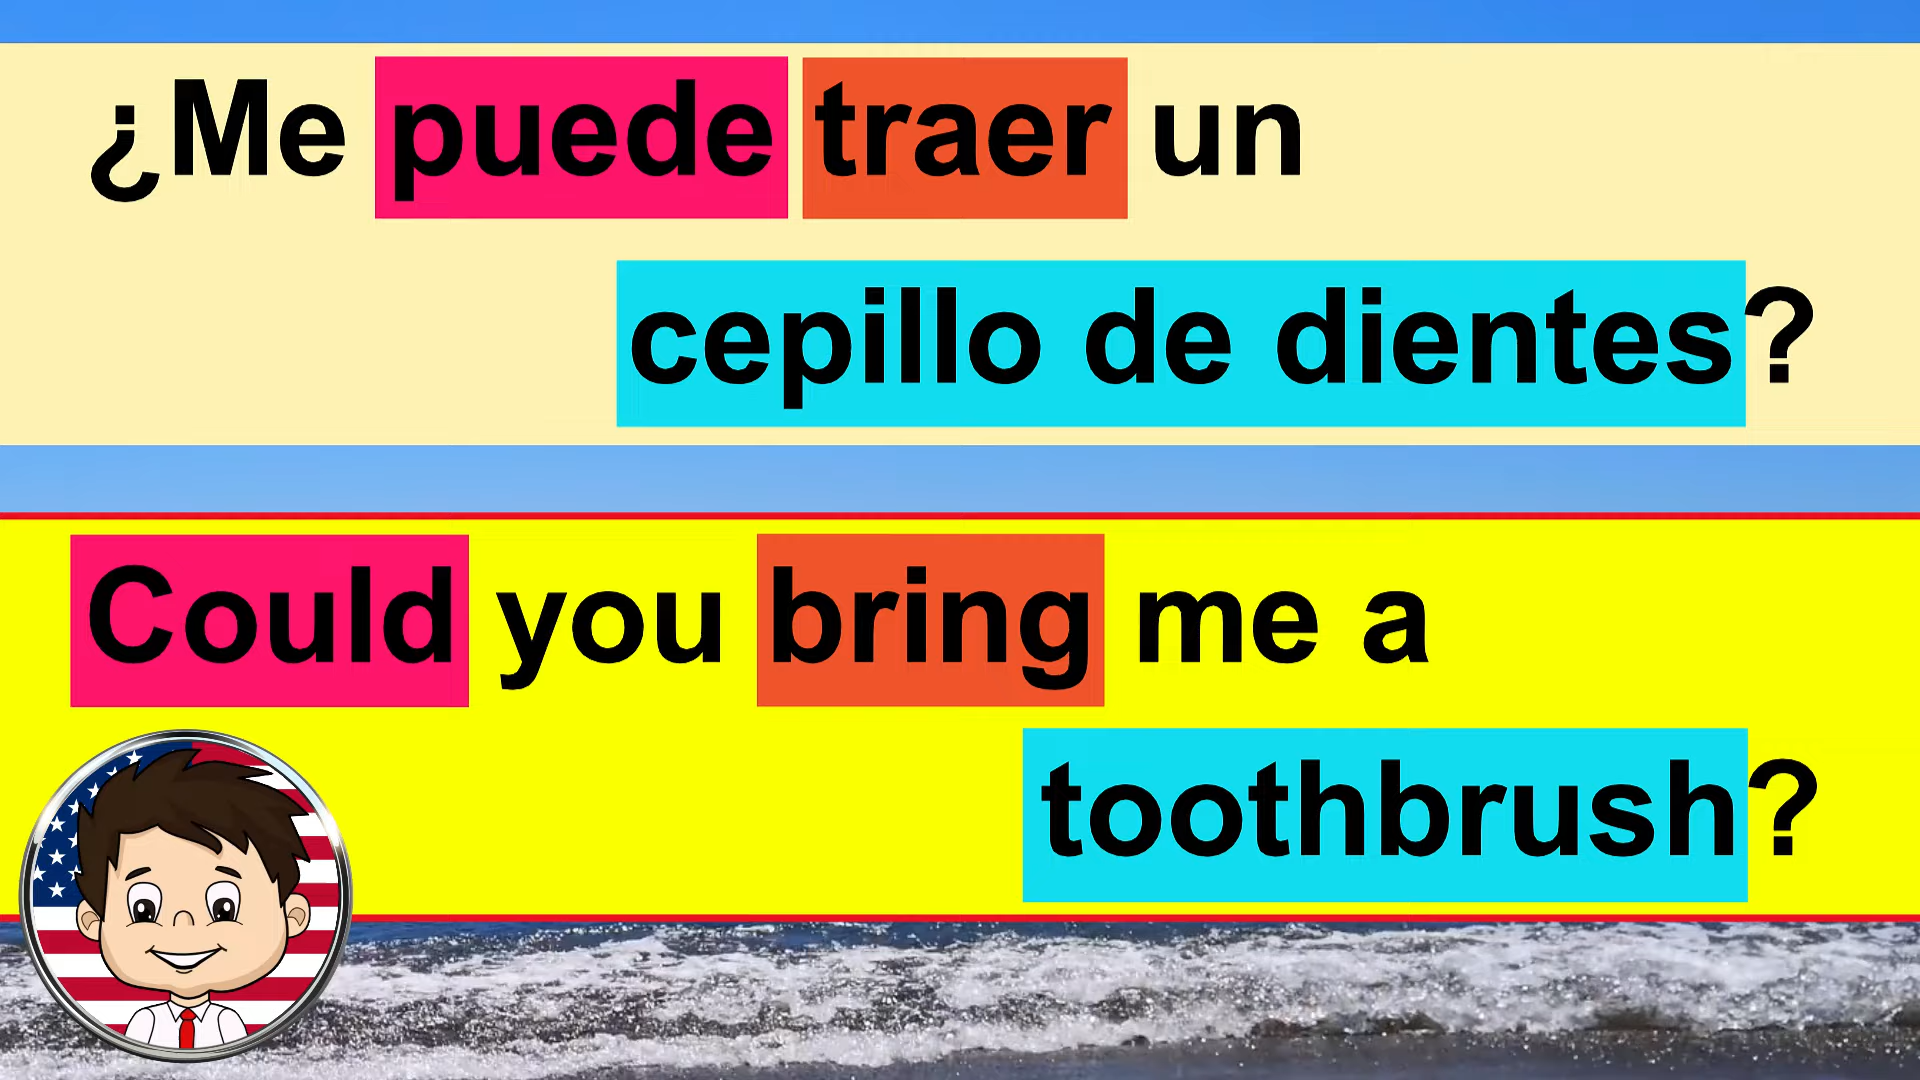 ¿Me puede traer un
cepillo de dientes?
Could you bring me a
toothbrush?